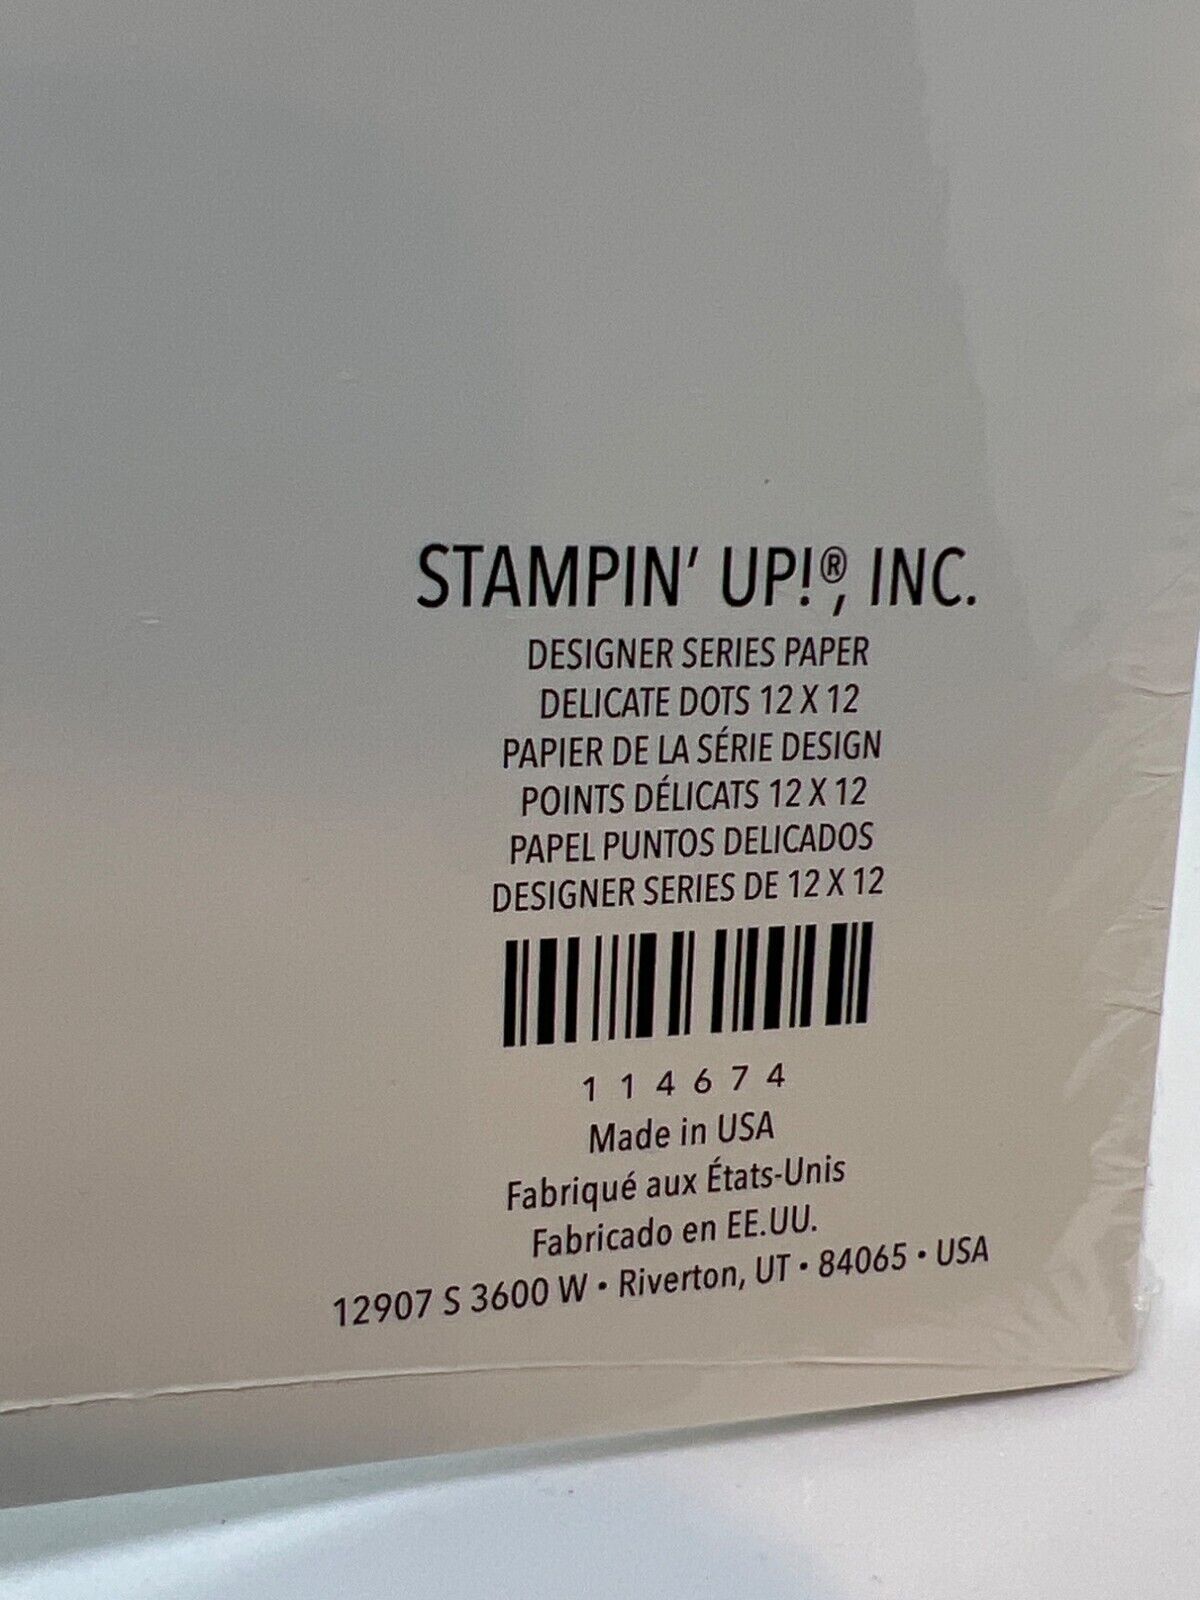 STAMPIN' UP!®, INC.
DESIGNER SERIES PAPER
DELICATE DOTS 12 X 12
PAPIER DE LA SÉRIE DESIGN
POINTS DÉLICATS 12 X 12
PAPEL PUNTOS DELICADOS
DESIGNER SERIES DE 12 X 12
1 1 4 6 7 4
Made in USA
Fabriqué aux États-Unis
Fabricado en EE.UU.
12907 S 3600 W • Riverton, UT • 84065 • USA